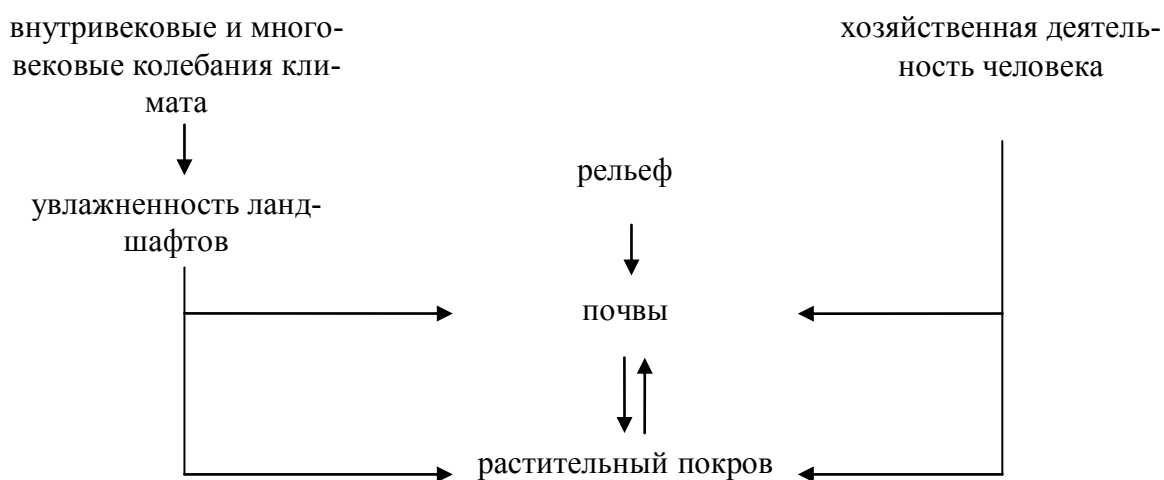 внутривековые и много-
вековые колебания кли-
мата
хозяйственная деятель-
ность человека
рельеф
увлажненность ланд-
шафтов
почвы
растительный покров